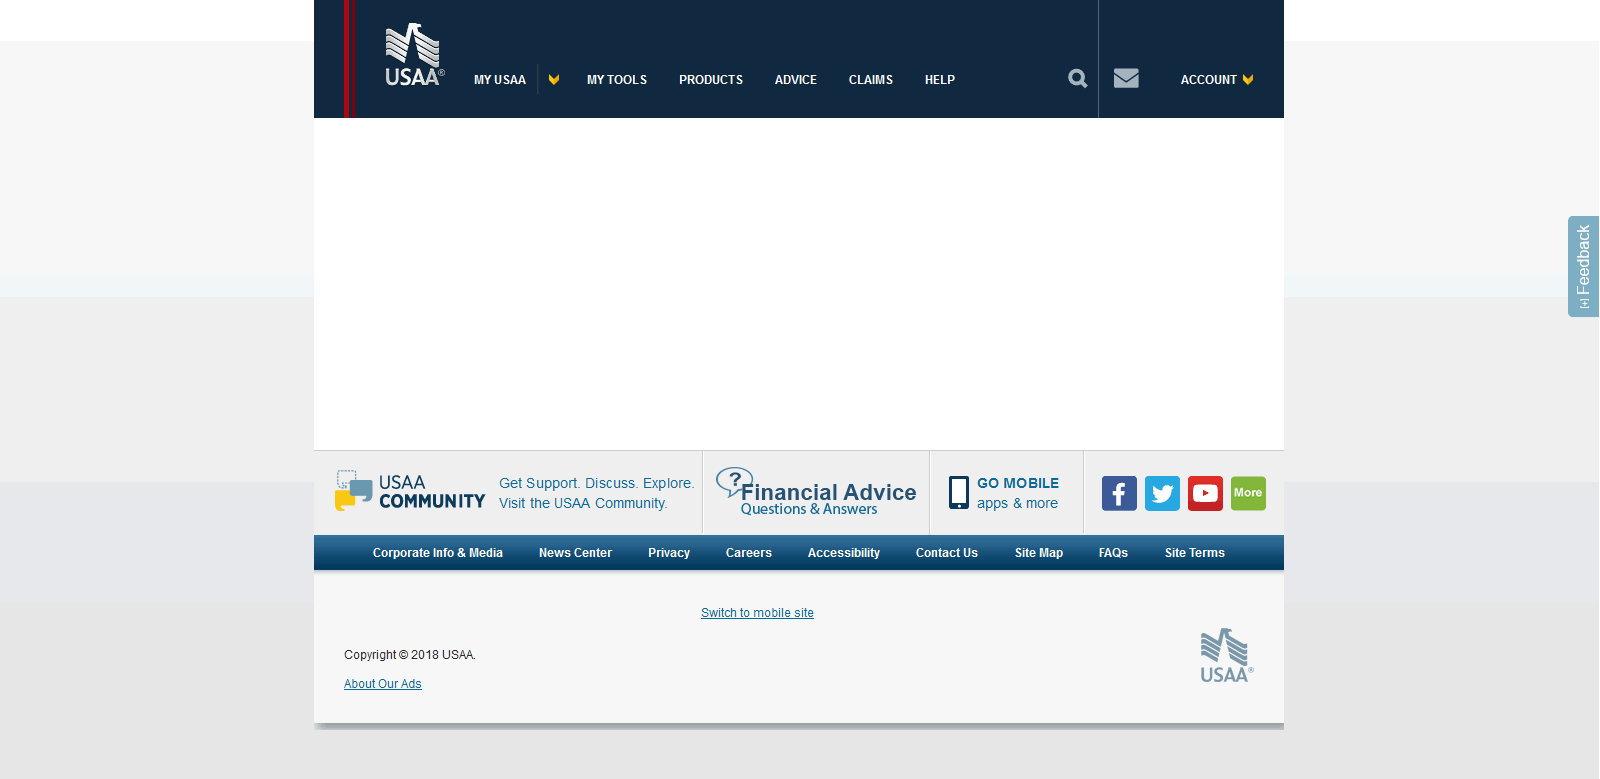 USAA®
MY USAA
MY TOOLS
PRODUCTS
ADVICE
CLAIMS
HELP
ACCOUNT
[+] Feedback
USAA
COMMUNITY
Get Support. Discuss. Explore.
Visit the USAA Community.
?
Financial Advice
Questions & Answers
GO MOBILE
apps & more
f
More
Corporate Info & Media
News Center
Privacy
Careers
Accessibility
Contact Us
Site Map
FAQs
Site Terms
Switch to mobile site
Copyright © 2018 USAA.
About Our Ads
USAA®